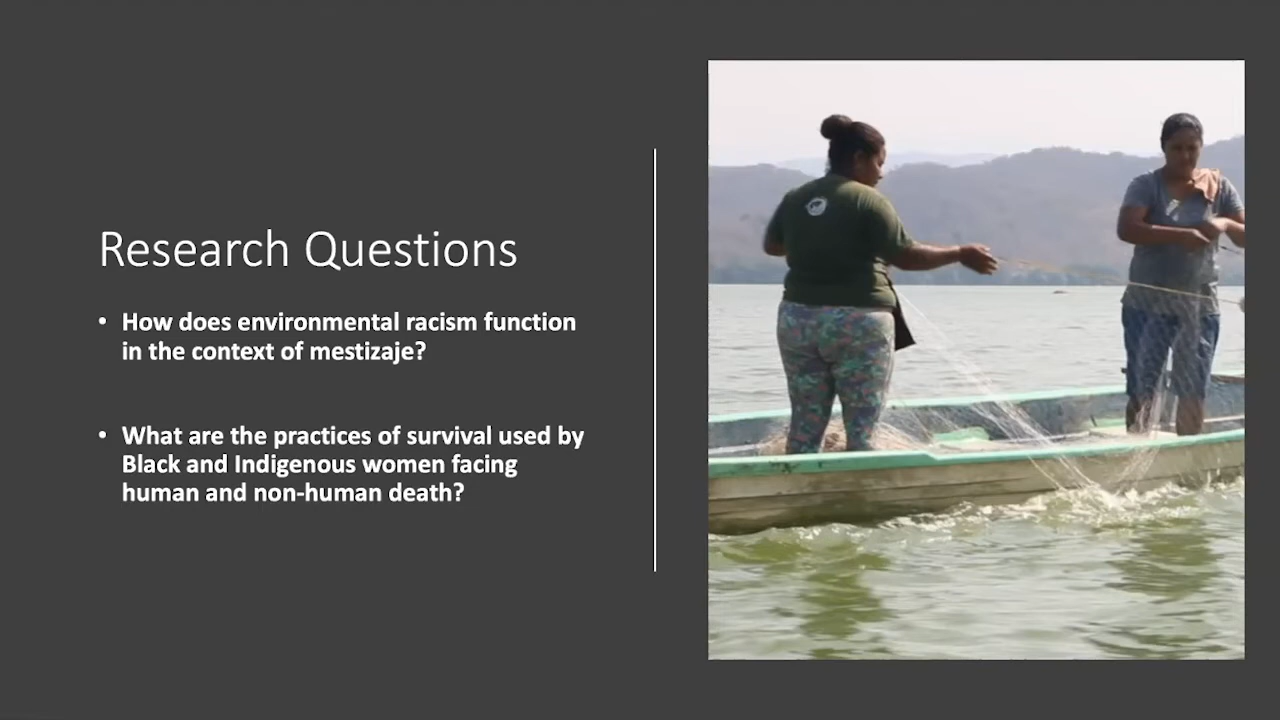 Research Questions
• How does environmental racism function
in the context of mestizaje?
• What are the practices of survival used by
Black and Indigenous women facing
human and non-human death?